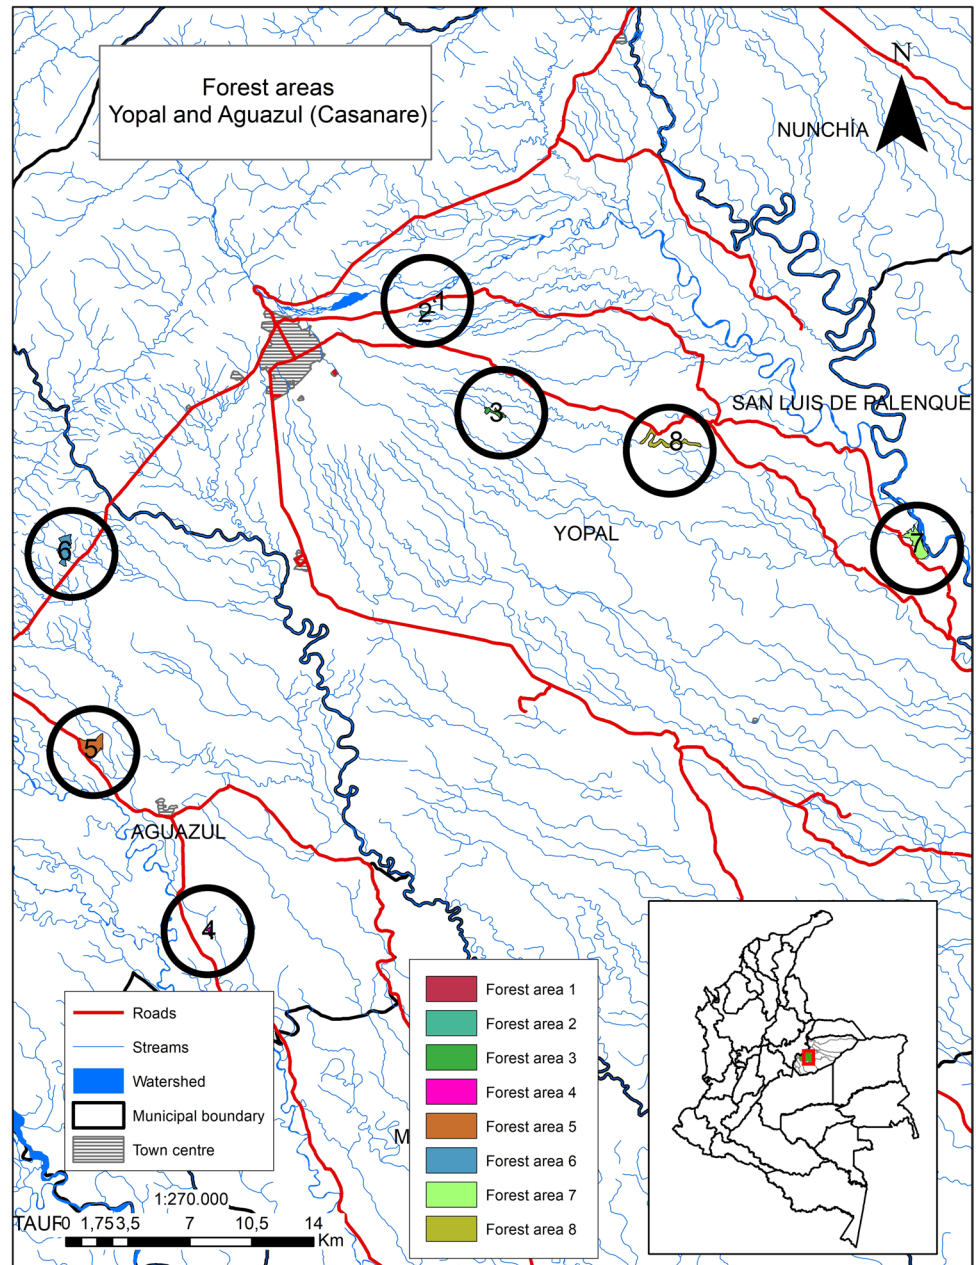 Forest areas
Yopal and Aguazul (Casanare)
N
NUNCHÍA
1
2
SAN LUIS DE PALENQUE
3
8
YOPAL
7
6
5
AGUAZUL
4
Roads
Streams
Watershed
Municipal boundary
Town centre
Forest area 1
Forest area 2
Forest area 3
Forest area 4
Forest area 5
Forest area 6
Forest area 7
Forest area 8
M
1:270.000
TAUR
0 1,75 3,5 7 10,5 14
Km